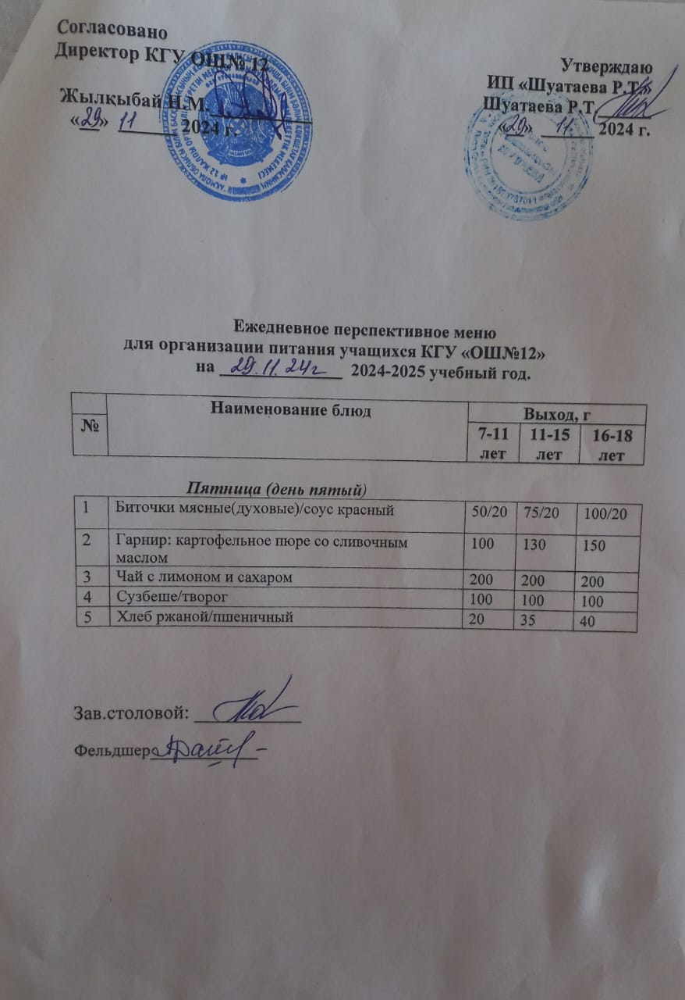 Согласовано
Директор КГУ ОШ№ 12
Жылқыбай Н.М.
«29» 11 2024 г.
Утверждаю
ИП «Шуатаева Р.Т.»
Шуатаева Р.Т.
«29» 11 2024 г.
Ежедневное перспективное меню
для организации питания учащихся КГУ «ОШ№12»
на 29.11.24г 2024-2025 учебный год.
№ Наименование блюд Выход, г
7-11 лет 11-15 лет 16-18 лет
Пятница (день пятый)
1 Биточки мясные(духовые)/соус красный 50/20 75/20 100/20
2 Гарнир: картофельное пюре со сливочным 100 130 150
маслом
3 Чай с лимоном и сахаром 200 200 200
4 Сузбеше/творог 100 100 100
5 Хлеб ржаной/пшеничный 20 35 40
Зав.столовой:
Фельдшер